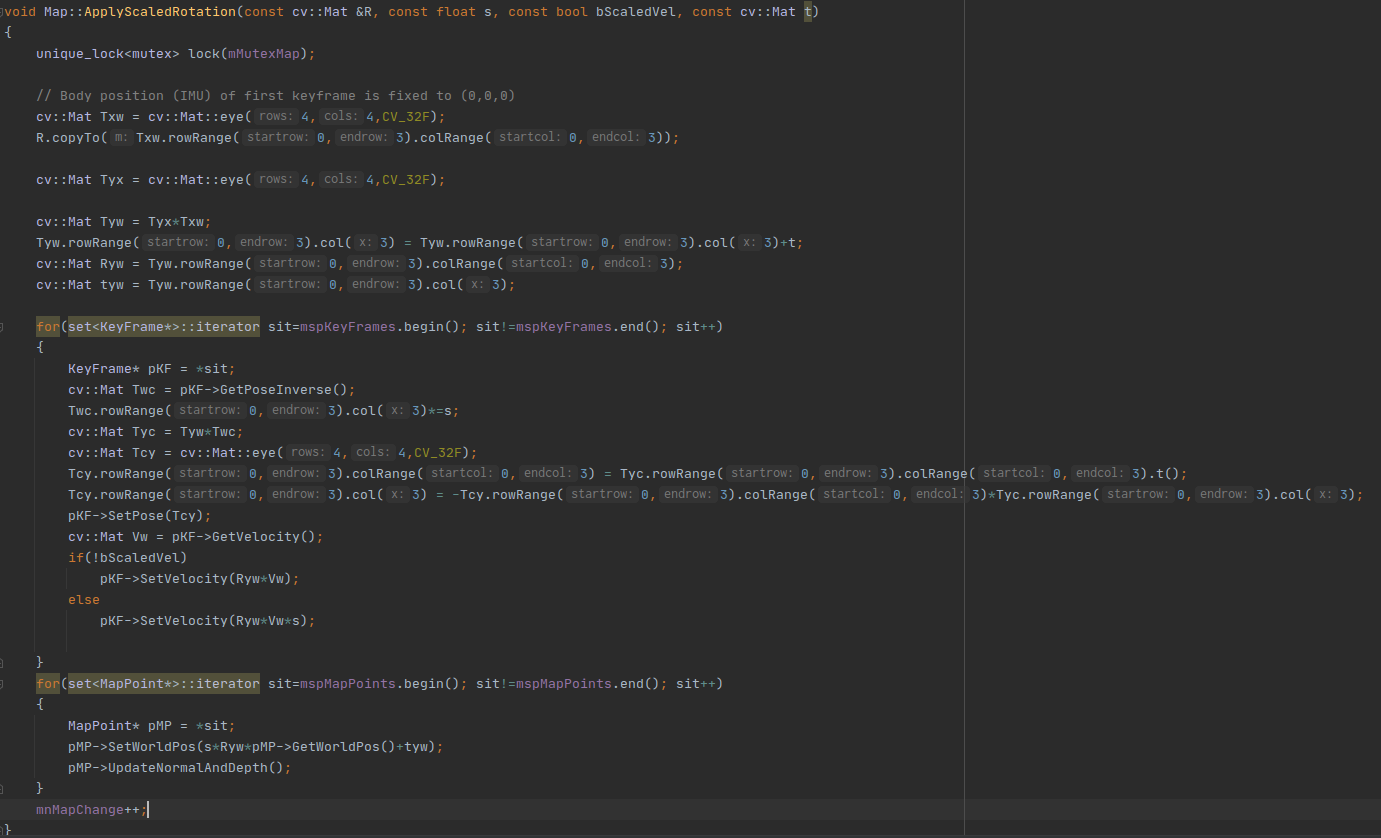 void Map::ApplyScaledRotation(const cv::Mat &R, const float s, const bool bScaledVel, const cv::Mat t)
{
unique_lock<mutex> lock(mMutexMap);
// Body position (IMU) of first keyframe is fixed to (0,0,0)
cv::Mat Txw = cv::Mat::eye( rows: 4, cols: 4,CV_32F);
R.copyTo( m: Txw.rowRange( startrow: 0, endrow: 3).colRange( startcol: 0, endcol: 3));
cv::Mat Tyx = cv::Mat::eye( rows: 4, cols: 4,CV_32F);
cv::Mat Tyw = Tyx*Txw;
Tyw.rowRange( startrow: 0, endrow: 3).col( x: 3) = Tyw.rowRange( startrow: 0, endrow: 3).col( x: 3)+t;
cv::Mat Ryw = Tyw.rowRange( startrow: 0, endrow: 3).colRange( startcol: 0, endcol: 3);
cv::Mat tyw = Tyw.rowRange( startrow: 0, endrow: 3).col( x: 3);
for(set<KeyFrame*>::iterator sit=mspKeyFrames.begin(); sit!=mspKeyFrames.end(); sit++)
{
KeyFrame* pKF = *sit;
cv::Mat Twc = pKF->GetPoseInverse();
Twc.rowRange( startrow: 0, endrow: 3).col( x: 3)*=s;
cv::Mat Tyc = Tyw*Twc;
cv::Mat Tcy = cv::Mat::eye( rows: 4, cols: 4,CV_32F);
Tcy.rowRange( startrow: 0, endrow: 3).colRange( startcol: 0, endcol: 3) = Tyc.rowRange( startrow: 0, endrow: 3).colRange( startcol: 0, endcol: 3).t();
Tcy.rowRange( startrow: 0, endrow: 3).col( x: 3) = -Tcy.rowRange( startrow: 0, endrow: 3).colRange( startcol: 0, endcol: 3)*Tyc.rowRange( startrow: 0, endrow: 3).col( x: 3);
pKF->SetPose(Tcy);
cv::Mat Vw = pKF->GetVelocity();
if(!bScaledVel)
pKF->SetVelocity(Ryw*Vw);
else
pKF->SetVelocity(Ryw*Vw*s);
}
for(set<MapPoint*>::iterator sit=mspMapPoints.begin(); sit!=mspMapPoints.end(); sit++)
{
MapPoint* pMP = *sit;
pMP->SetWorldPos(s*Ryw*pMP->GetWorldPos()+tyw);
pMP->UpdateNormalAndDepth();
}
mnMapChange++;
}